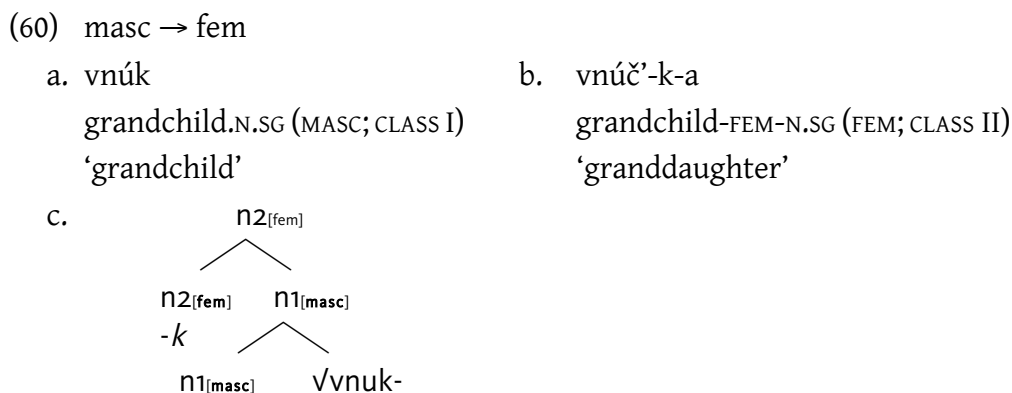 (60) masc → fem
a. vnúk b. vnúč’-k-a
grandchild.N.SG (MASC; CLASS I) grandchild-FEM-N.SG (FEM; CLASS II)
‘grandchild’ ‘granddaughter’
c. n2[fem]
n2[fem] n1[masc]
-k
n1[masc] √vnuk-